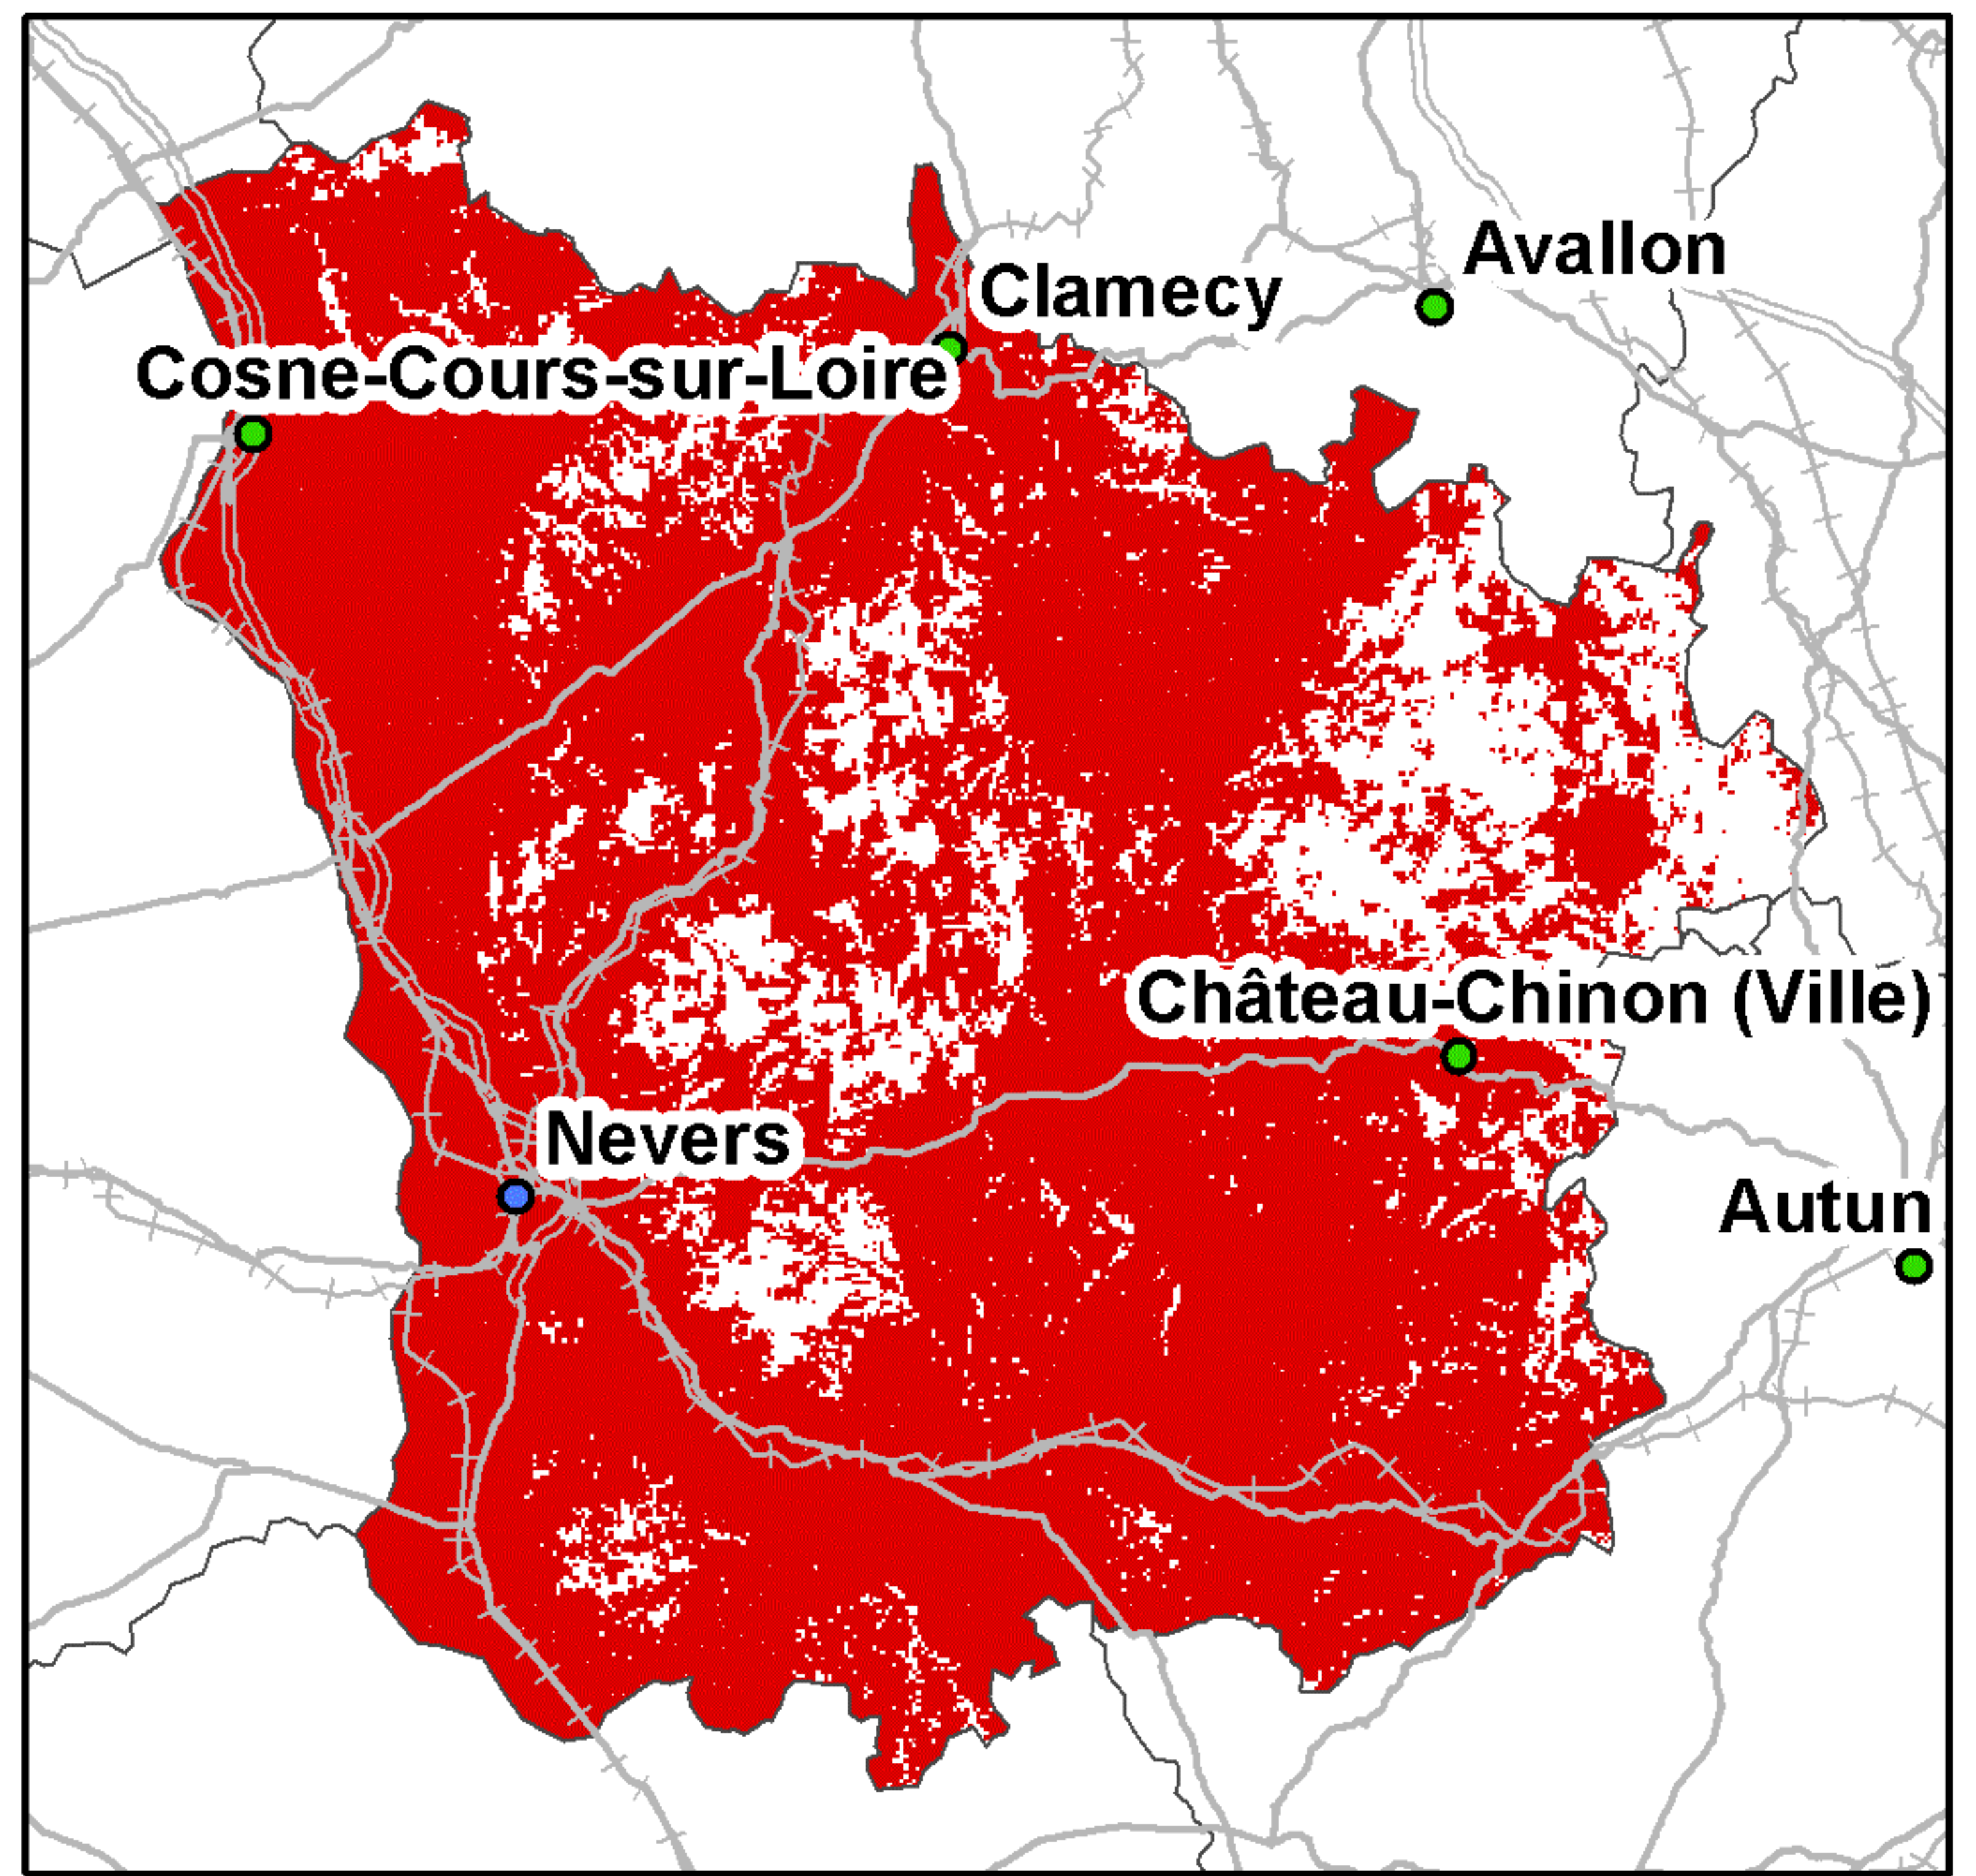 Avallon
Clamecy
Cosne-Cours-sur-Loire
Château-Chinon (Ville)
Nevers
Autun